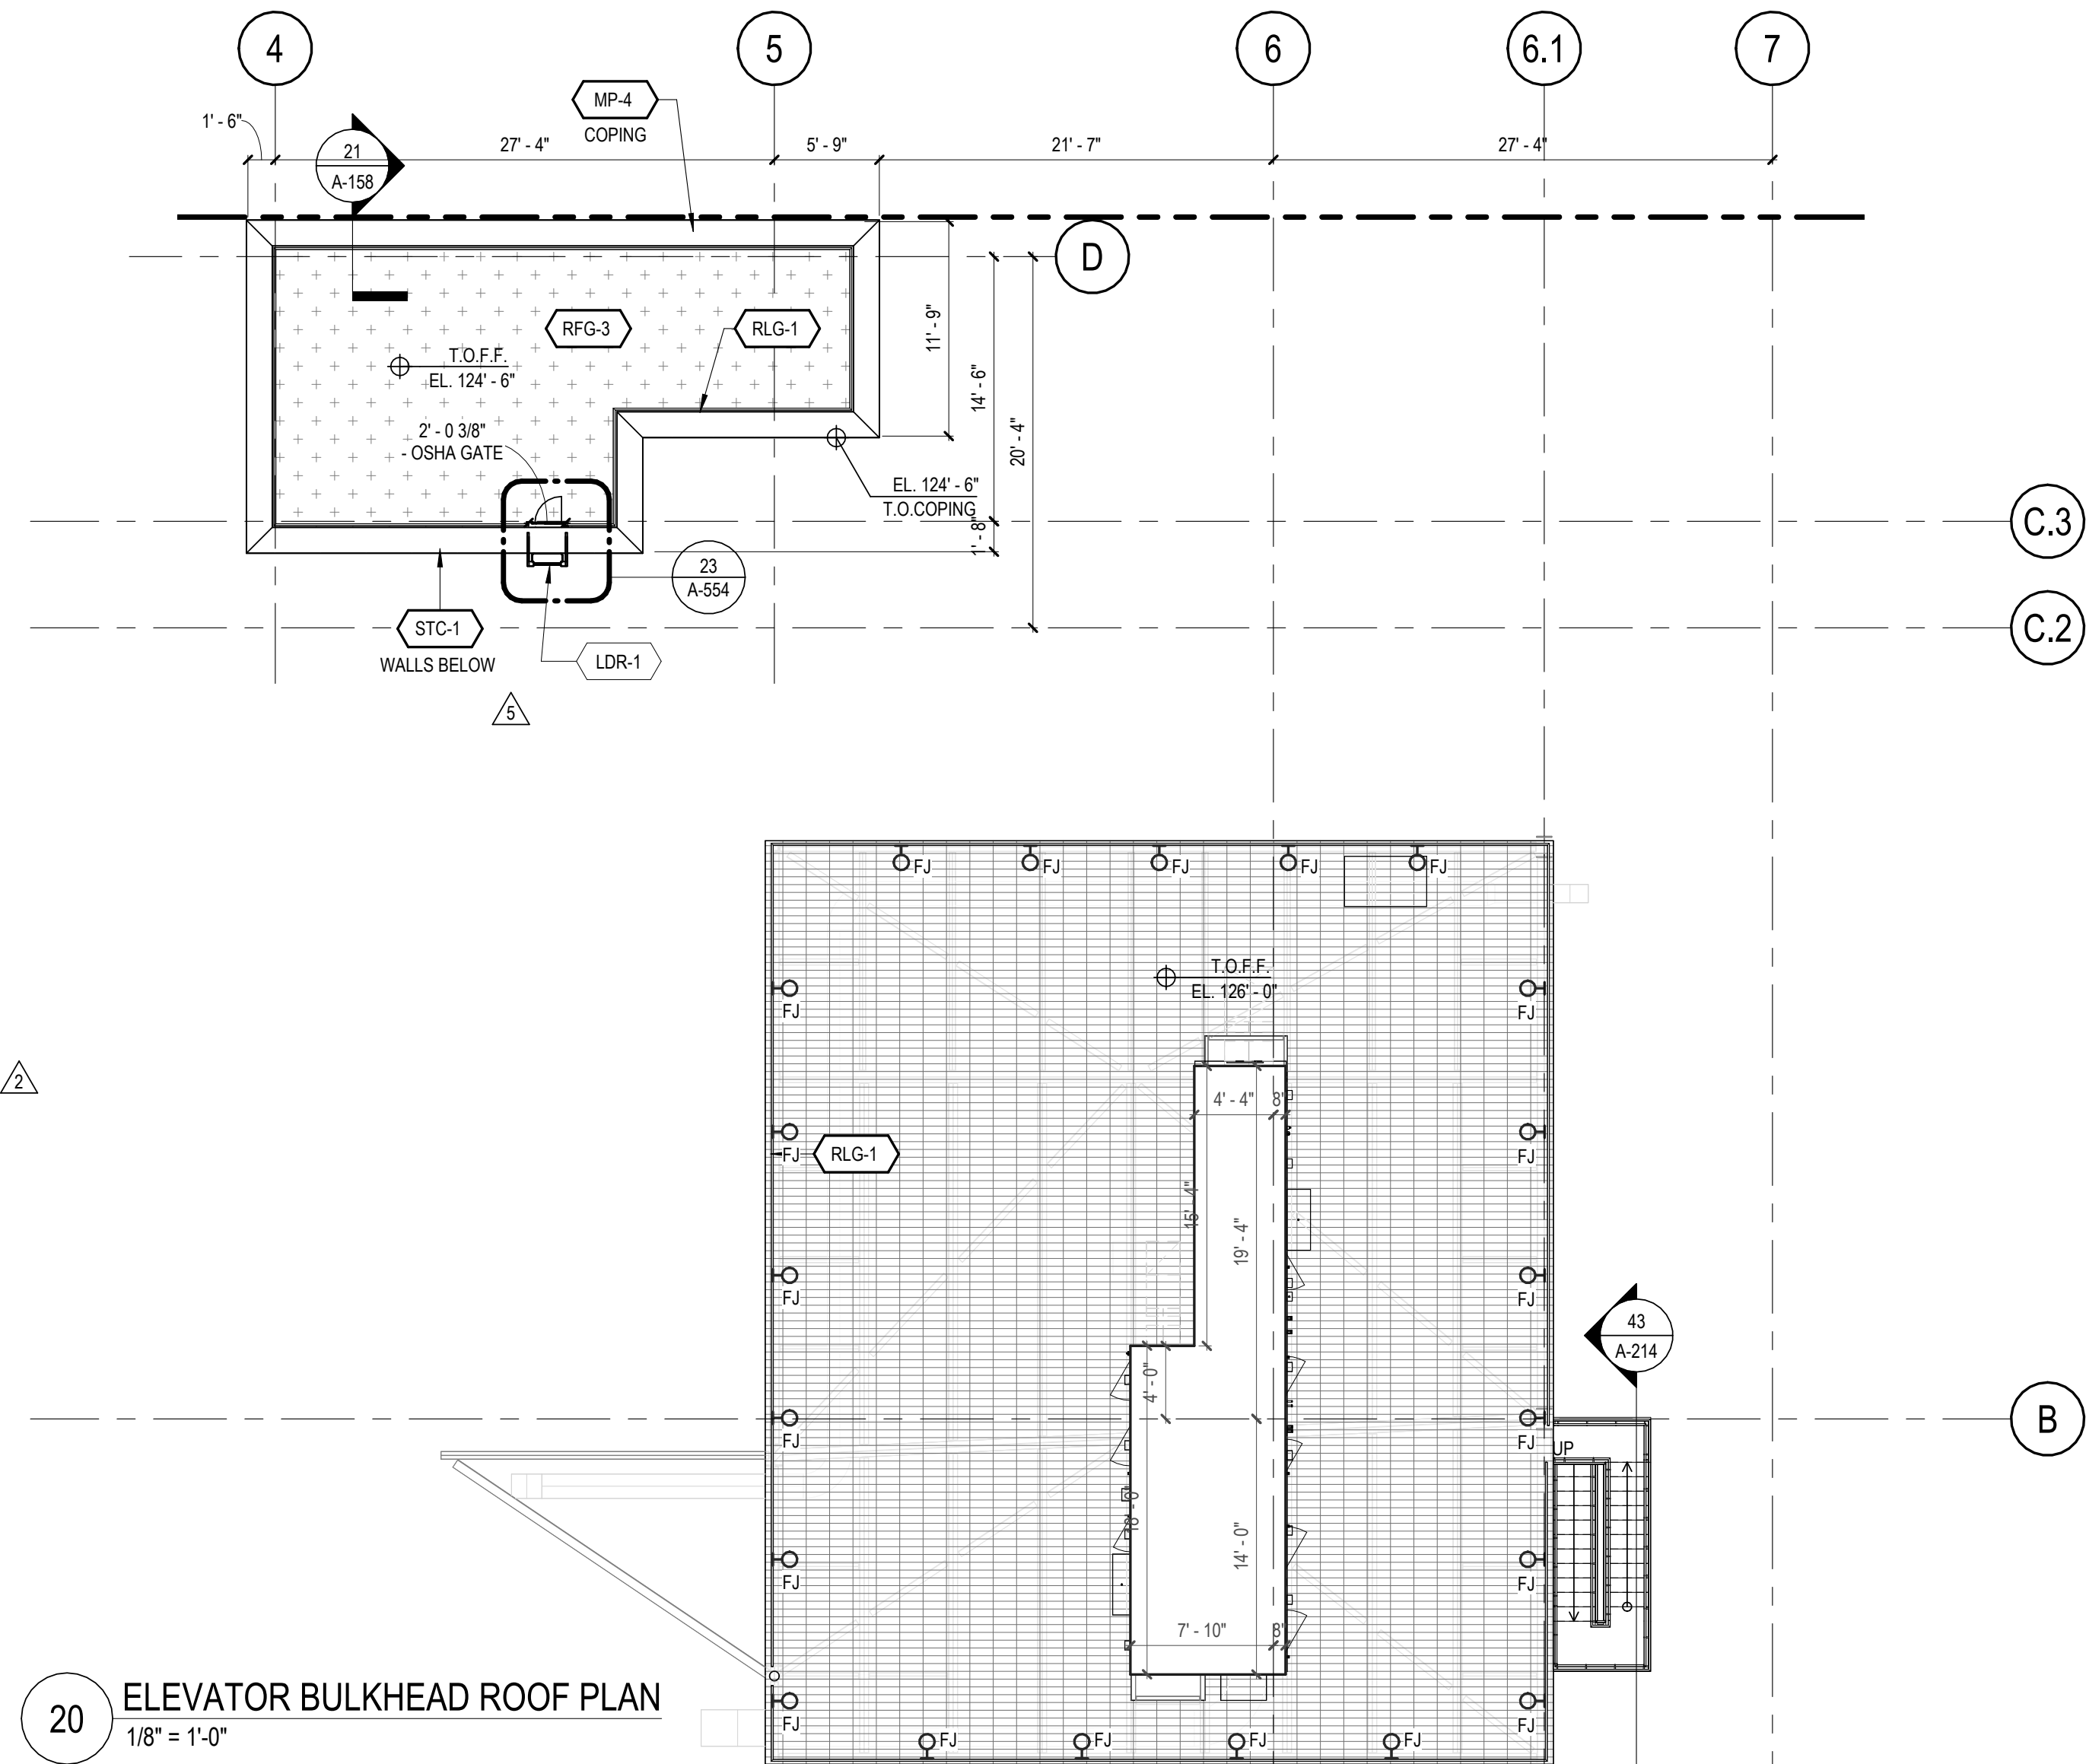 4
5
6
6.1
7
MP-4
COPING
1' - 6"
21
A-158
27' - 4"
5' - 9"
21' - 7"
27' - 4"
D
RFG-3
RLG-1
11' - 9"
14' - 6"
20' - 4"
1' - 8"
T.O.F.F.
EL. 124' - 6"
2' - 0 3/8"
- OSHA GATE
EL. 124' - 6"
T.O.COPING
C.3
23
A-554
STC-1
WALLS BELOW
LDR-1
C.2
5
FJ
FJ
FJ
FJ
FJ
T.O.F.F.
EL. 126' - 0"
FJ
FJ
2
4' - 4"
8"
FJ
RLG-1
FJ
15' - 4"
19' - 4"
FJ
FJ
43
A-214
4' - 0"
B
FJ
FJ
UP
18' - 0"
14' - 0"
FJ
FJ
7' - 10"
8"
FJ
FJ
20
ELEVATOR BULKHEAD ROOF PLAN
1/8" = 1'-0"
FJ
FJ
FJ
FJ